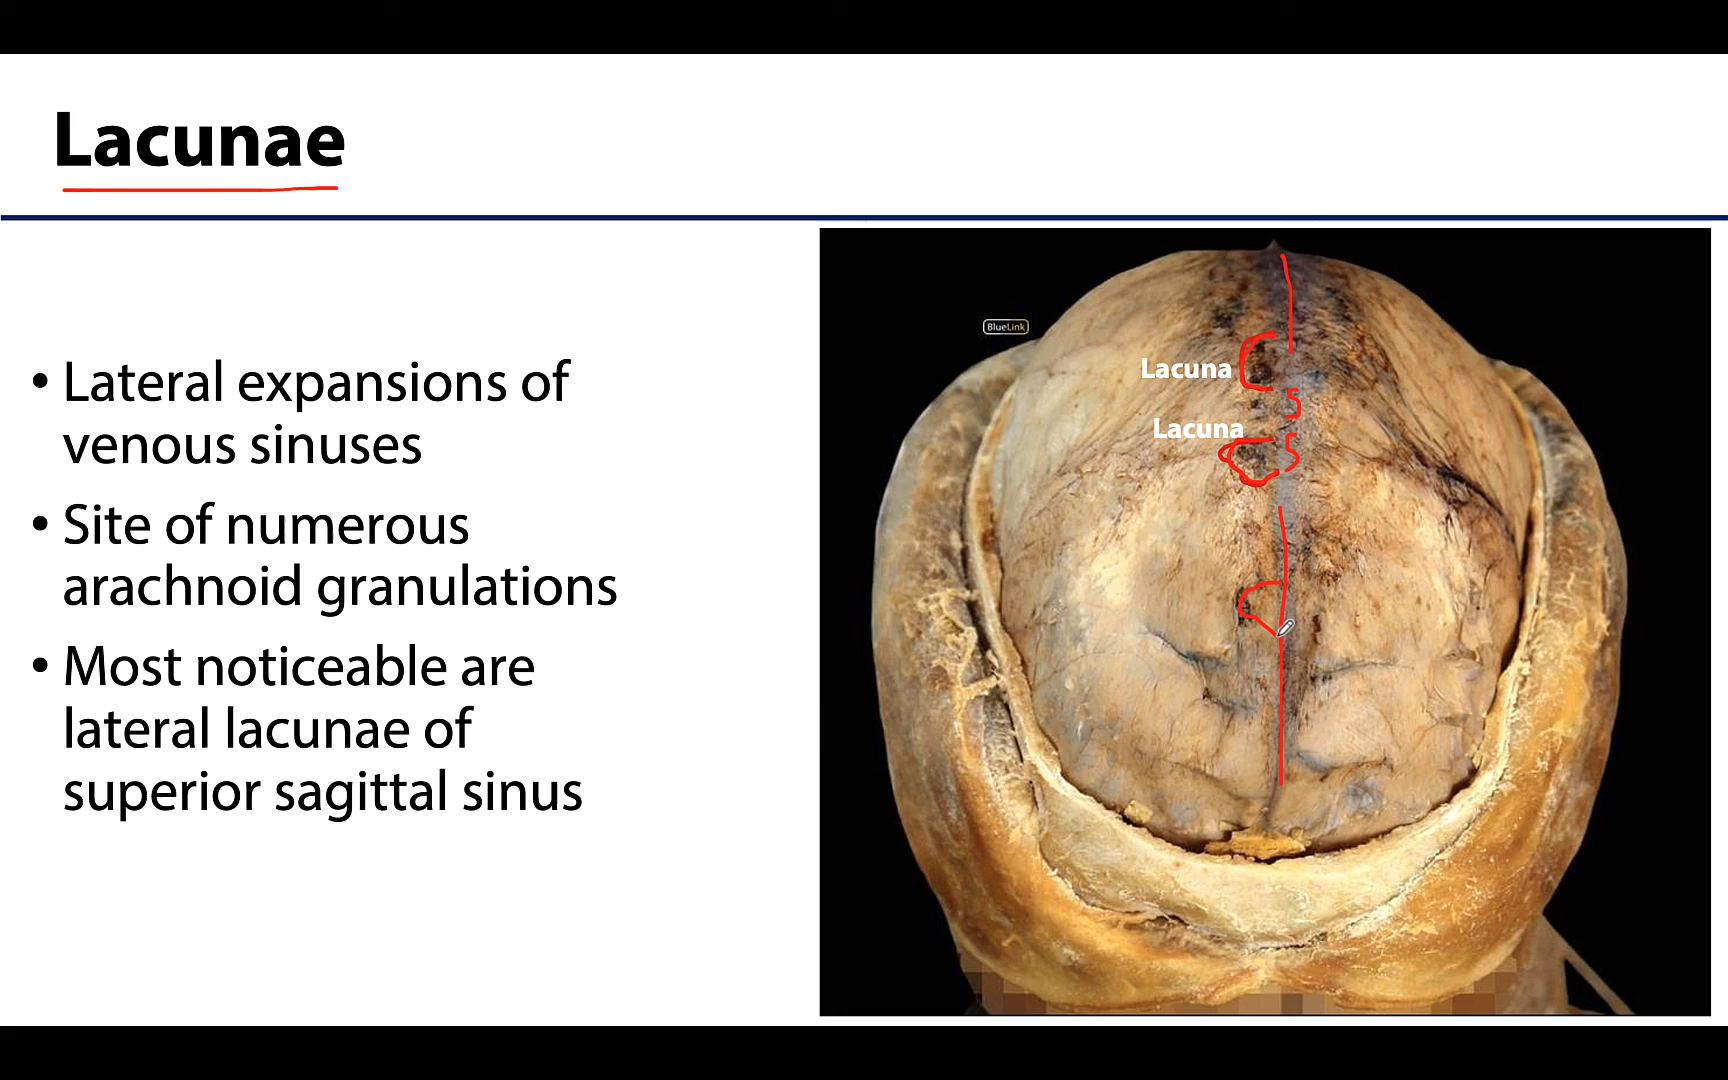 Lacunae
• Lateral expansions of
venous sinuses
• Site of numerous
arachnoid granulations
• Most noticeable are
lateral lacunae of
superior sagittal sinus
BlueLink
Lacuna
Lacuna